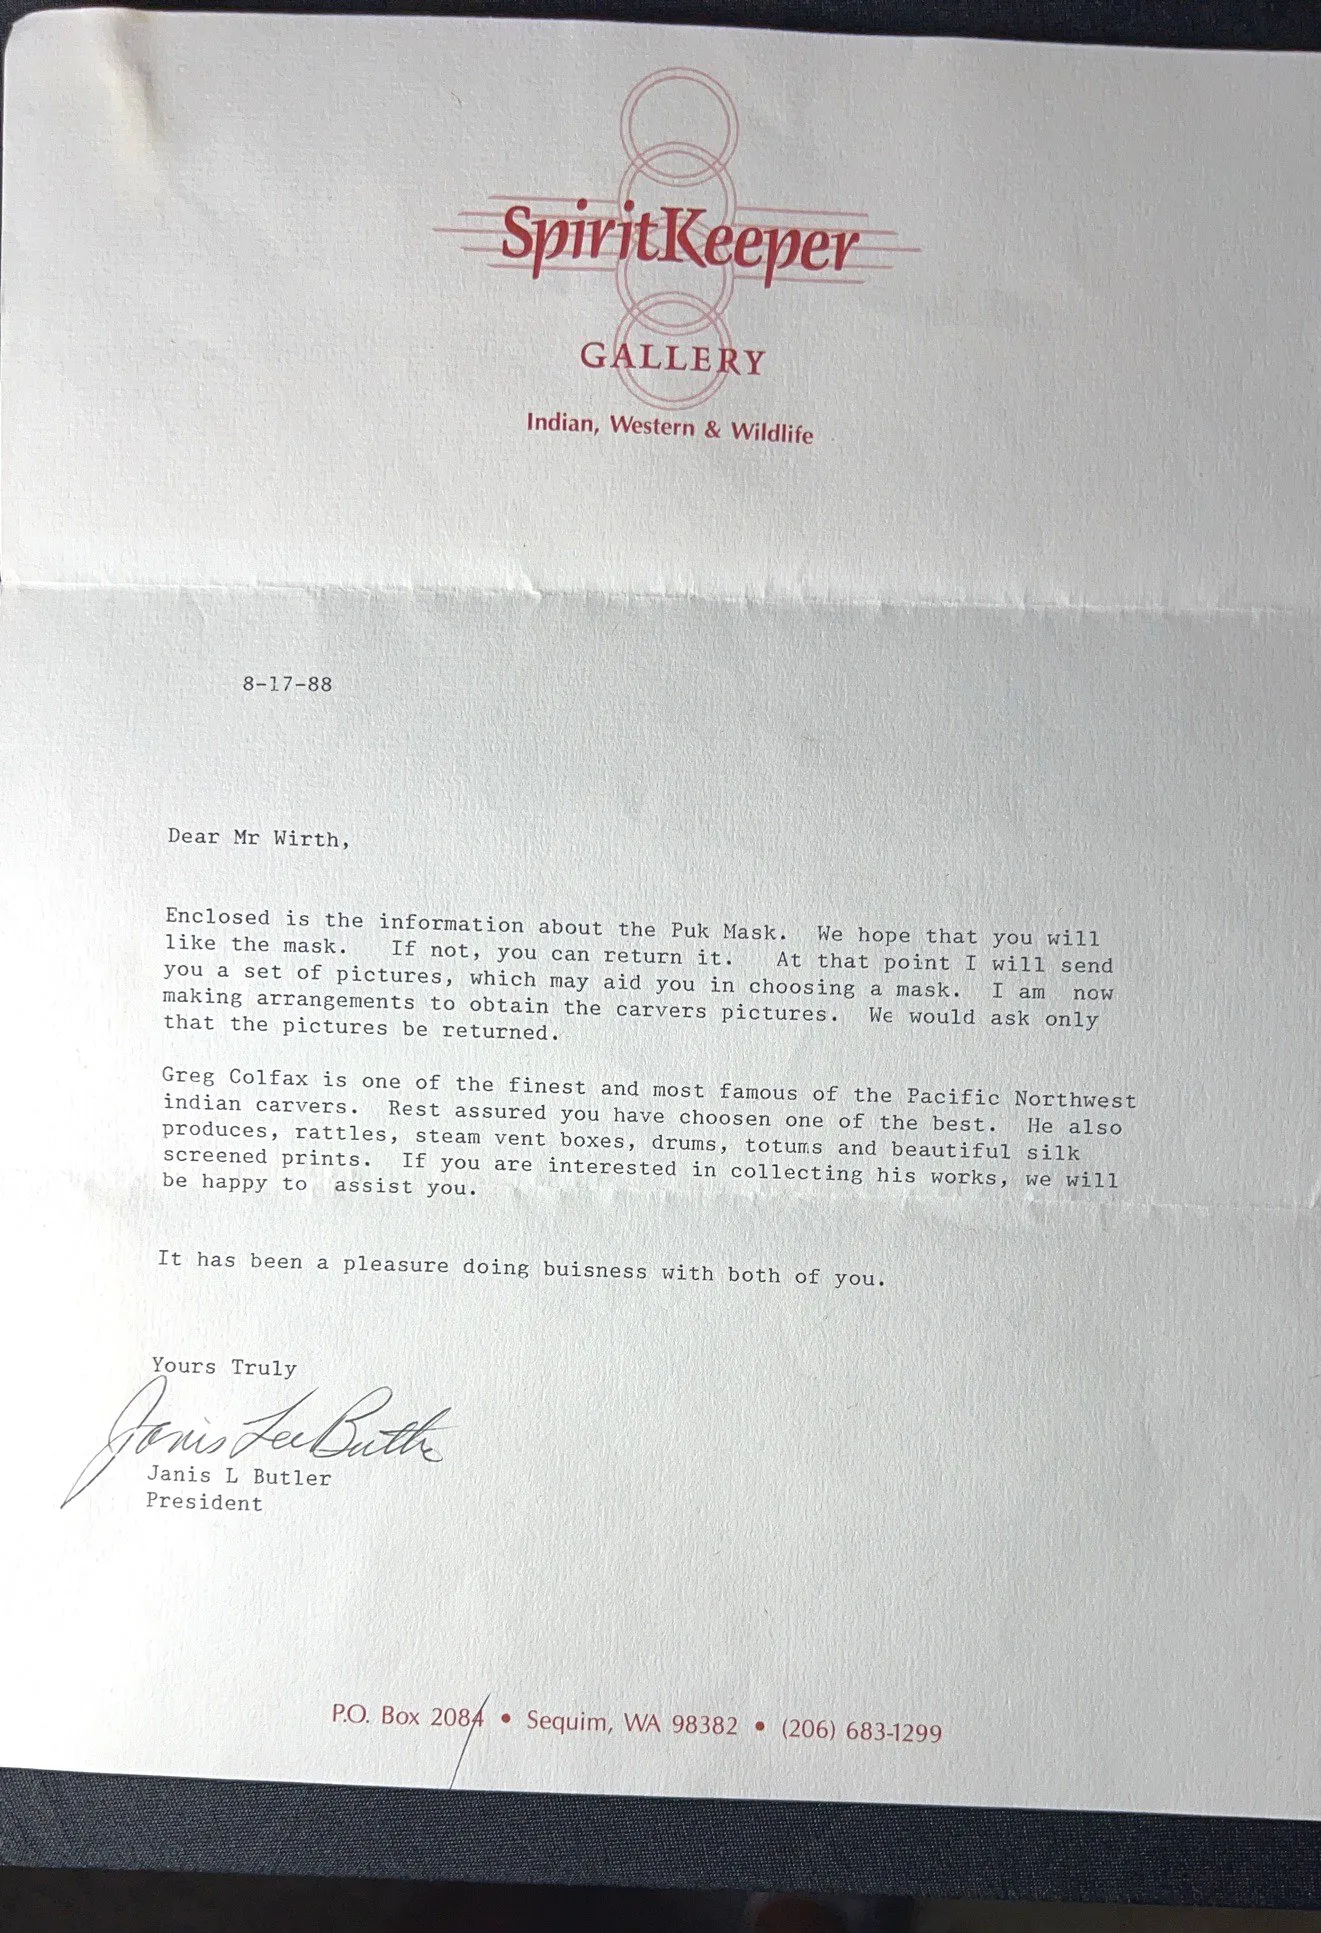 SpiritKeeper
GALLERY
Indian, Western & Wildlife
8-17-88
Dear Mr Wirth,
Enclosed is the information about the Puk Mask. We hope that you will
like the mask. If not, you can return it. At that point I will send
you a set of pictures, which may aid you in choosing a mask. I am now
making arrangements to obtain the carvers pictures. We would ask only
that the pictures be returned.
Greg Colfax is one of the finest and most famous of the Pacific Northwest
indian carvers. Rest assured you have choosen one of the best. He also
produces, rattles, steam vent boxes, drums, totums and beautiful silk
screened prints. If you are interested in collecting his works, we will
be happy to assist you.
It has been a pleasure doing buisness with both of you.
Yours Truly
Janis Lee Butler
Janis L Butler
President
P.O. Box 2084 • Sequim, WA 98382 • (206) 683-1299